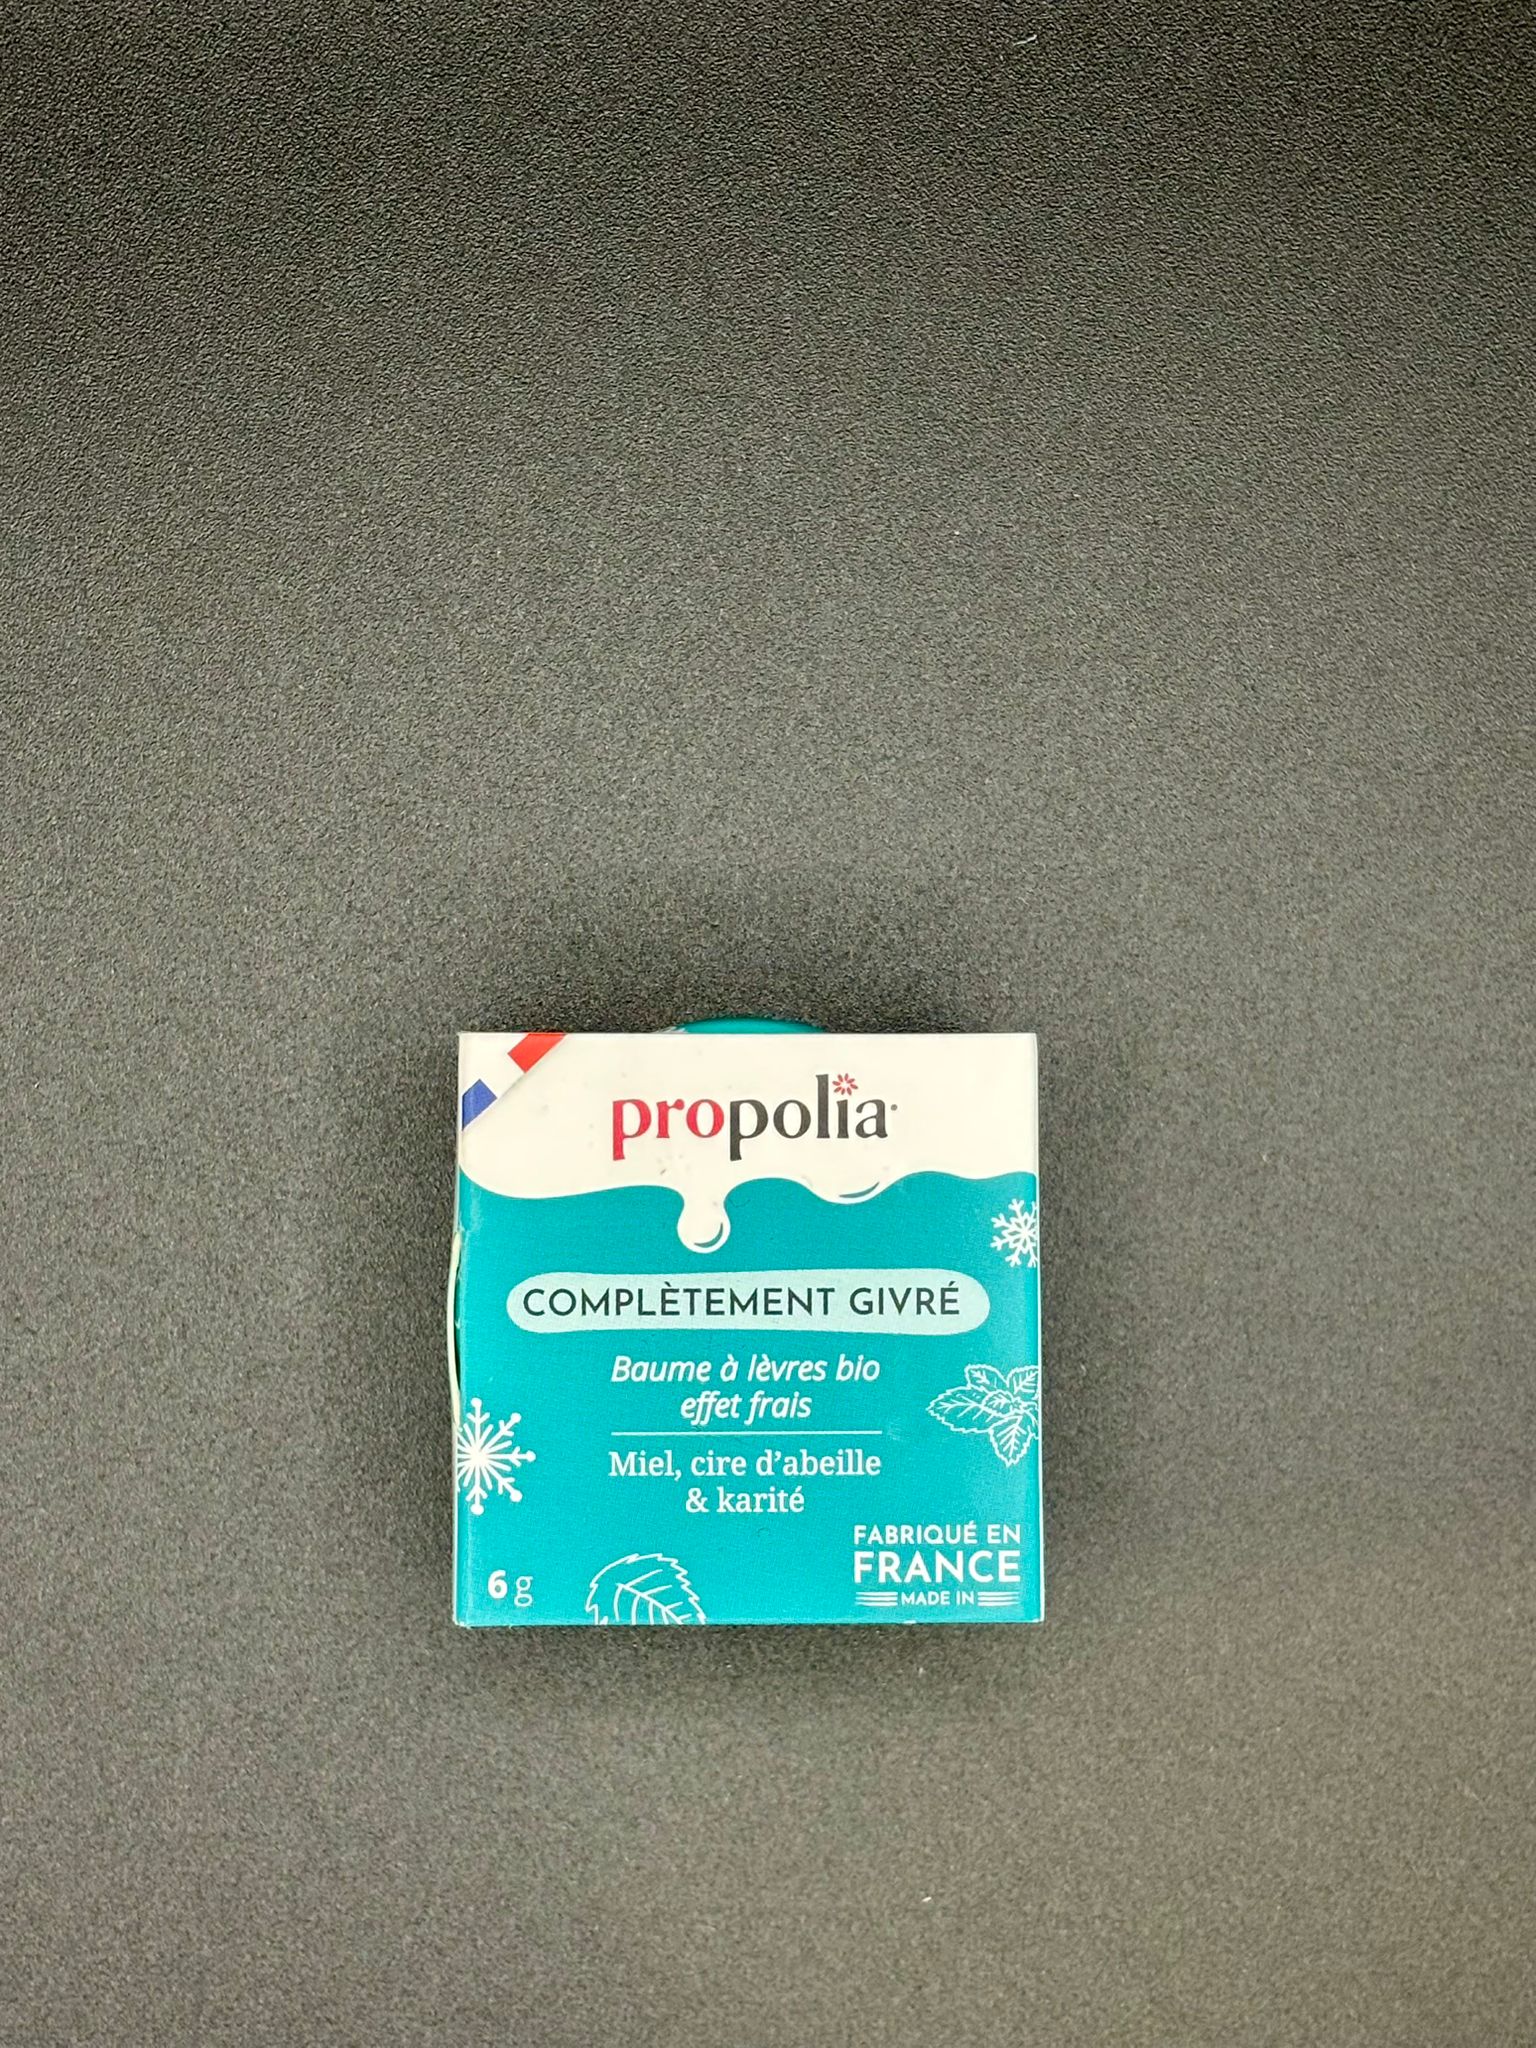 propolia
COMPLÈTEMENT GIVRÉ
Baume à lèvres bio
effet frais
Miel, cire d’abeille
& karité
FABRIQUÉ EN
FRANCE
MADE IN
6 g